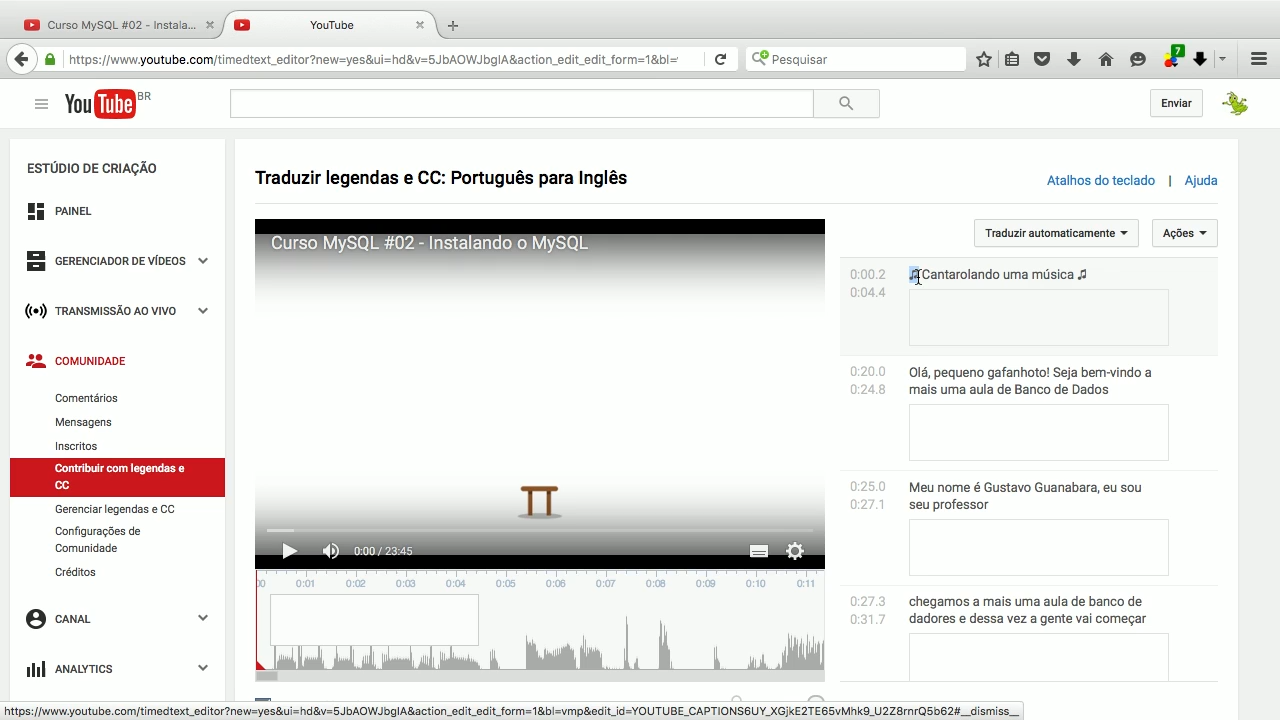 Curso MySQL #02 - Instala...
YouTube
https://www.youtube.com/timedtext_editor?new=yes&ui=hd&v=5JbAOWJbgIA&action_edit_edit_form=1&bl=
Pesquisar
7
YouTube BR
Enviar
ESTÚDIO DE CRIAÇÃO
PAINEL
GERENCIADOR DE VÍDEOS
TRANSMISSÃO AO VIVO
COMUNIDADE
Comentários
Mensagens
Inscritos
Contribuir com legendas e
CC
Gerenciar legendas e CC
Configurações de
Comunidade
Créditos
CANAL
ANALYTICS
Traduzir legendas e CC: Português para Inglês
Atalhos do teclado | Ajuda
Curso MySQL #02 - Instalando o MySQL
0:00 / 23:45
00 0:01 0:02 0:03 0:04 0:05 0:06 0:07 0:08 0:09 0:10 0:11
Traduzir automaticamente
Ações
0:00.2
0:04.4
♫ Cantarolando uma música ♫
0:20.0
0:24.8
Olá, pequeno gafanhoto! Seja bem-vindo a
mais uma aula de Banco de Dados
0:25.0
0:27.1
Meu nome é Gustavo Guanabara, eu sou
seu professor
0:27.3
0:31.7
chegamos a mais uma aula de banco de
dadores e dessa vez a gente vai começar
https://www.youtube.com/timedtext_editor?new=yes&ui=hd&v=5JbAOWJbgIA&action_edit_edit_form=1&bl=vmp&edit_id=YOUTUBE_CAPTIONS6UY_XGjkE2TE65vMhk9_U2Z8rnrQ5b62#__dismiss__